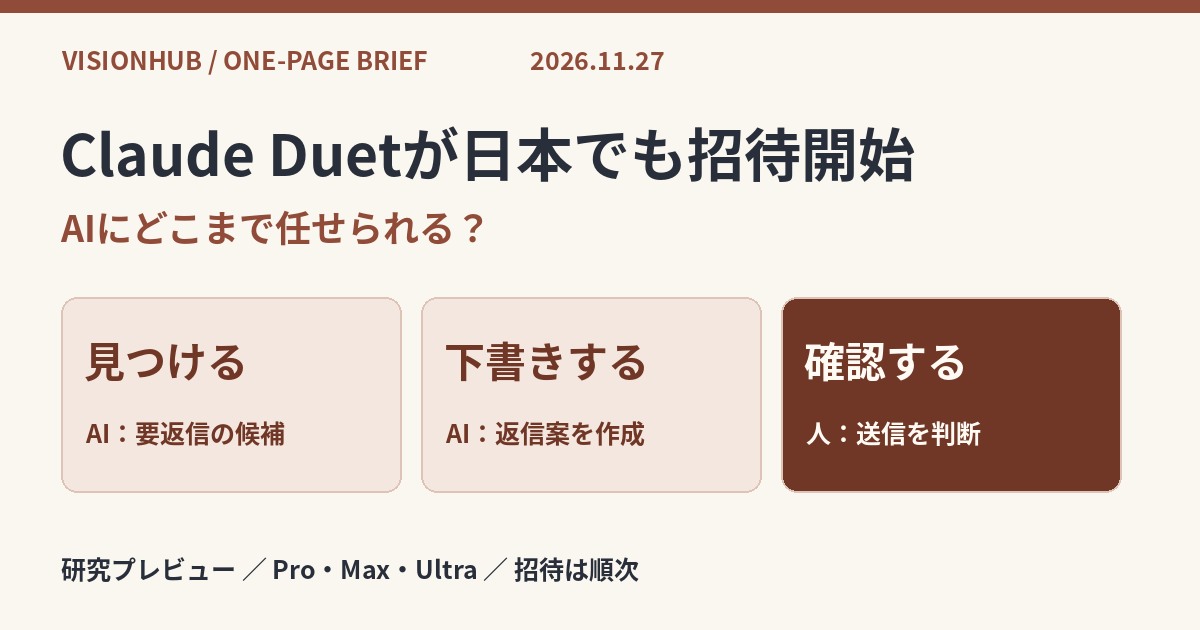 VISIONHUB / ONE-PAGE BRIEF
2026.11.27
Claude Duetが日本でも招待開始
AIにどこまで任せられる？
見つける
AI：要返信の候補
下書きする
AI：返信案を作成
確認する
人：送信を判断
研究プレビュー ／ Pro・Max・Ultra ／ 招待は順次